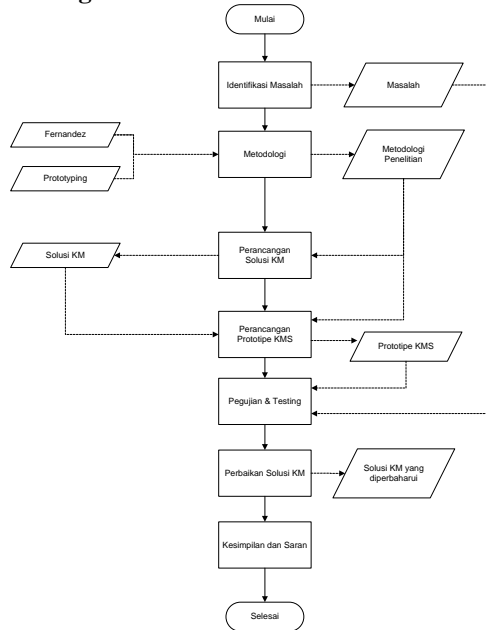 Mulai
Identifikasi Masalah
Masalah
Fernandez
Metodologi
Metodologi
Penelitian
Prototyping
Perancangan
Solusi KM
Solusi KM
Perancangan
Prototipe KMS
Prototipe KMS
Pegujian & Testing
Perbaikan Solusi KM
Solusi KM yang
diperbaharui
Kesimpilan dan Saran
Selesai